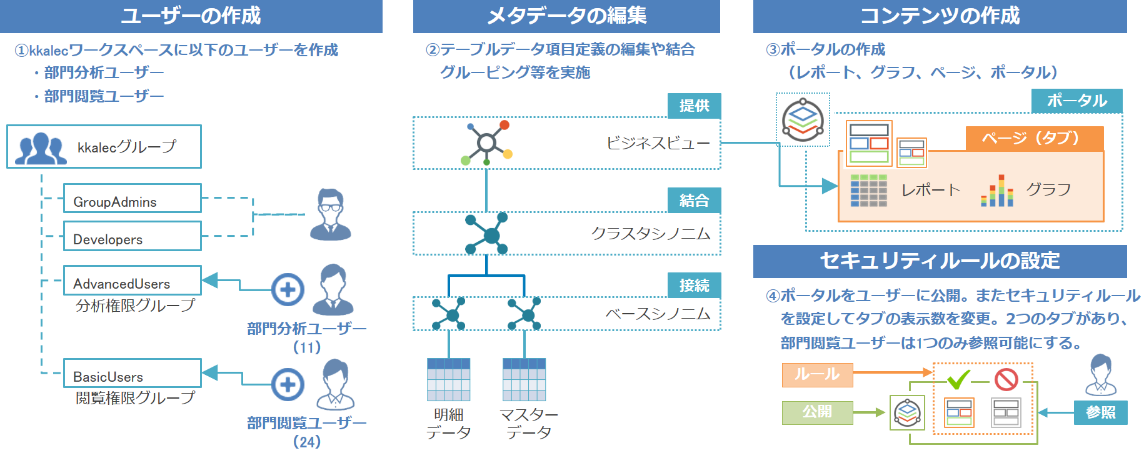 ユーザーの作成
①kkalecワークスペースに以下のユーザーを作成
・部門分析ユーザー
・部門閲覧ユーザー
kkalecグループ
GroupAdmins
Developers
AdvancedUsers
分析権限グループ
部門分析ユーザー
（11）
BasicUsers
閲覧権限グループ
部門閲覧ユーザー
（24）
メタデータの編集
②テーブルデータ項目定義の編集や結合
グルーピング等を実施
提供
ビジネスビュー
結合
クラスタシノニム
接続
ベースシノニム
明細
データ
マスター
データ
コンテンツの作成
③ポータルの作成
（レポート、グラフ、ページ、ポータル）
ポータル
ページ（タブ）
レポート
グラフ
セキュリティルールの設定
④ポータルをユーザーに公開。またセキュリティルール
を設定してタブの表示数を変更。2つのタブがあり、
部門閲覧ユーザーは1つのみ参照可能にする。
ルール
公開
参照